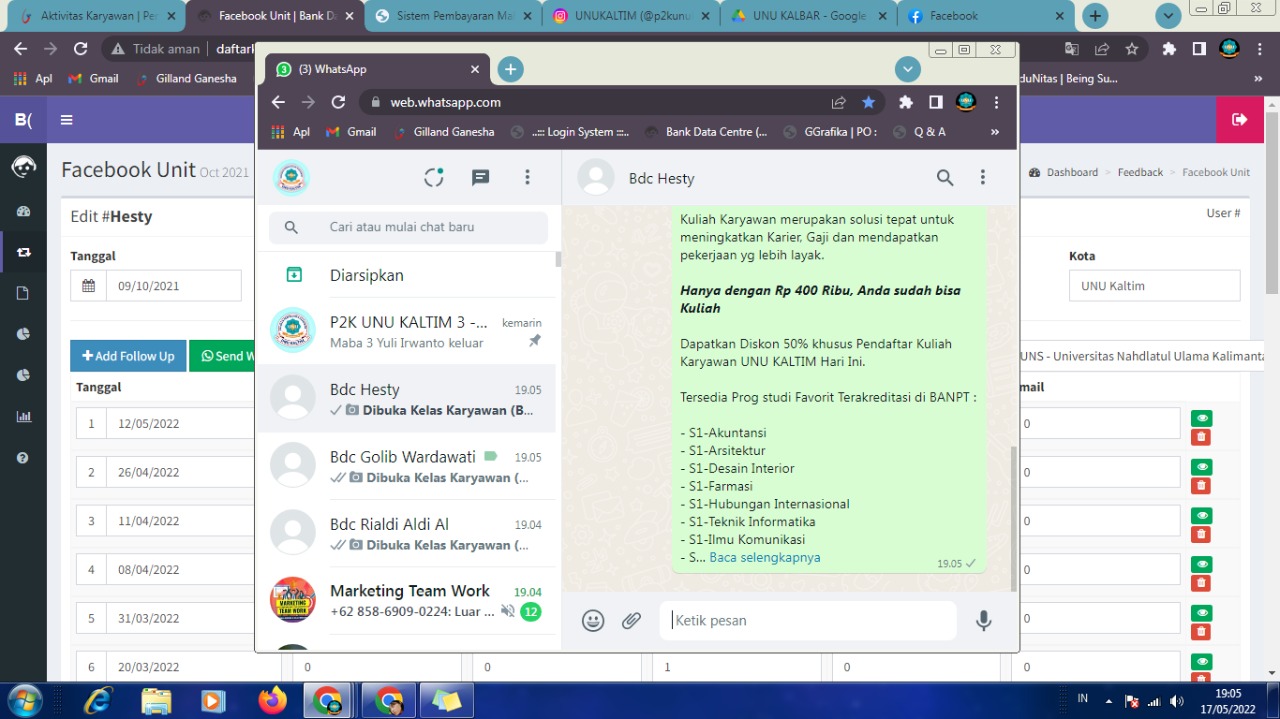 Aktivitas Karyawan | Per
Facebook Unit | Bank D
Sistem Pembayaran Ma
UNUKALTIM (@p2kunu
UNU KALBAR - Google
Facebook
Tidak aman
daftarl
Apl
Gmail
Gilland Ganesha
duNitas | Being Su...
»
(3) WhatsApp
web.whatsapp.com
Apl
Gmail
Gilland Ganesha
..::: Login System :::..
Bank Data Centre (...
GGrafika | PO :
Q & A
»
B(
Facebook Unit Oct 2021
Dashboard > Feedback > Facebook Unit
Edit #Hesty
User #
Tanggal
09/10/2021
Kota
UNU Kaltim
Add Follow Up
Send W
UNS - Universitas Nahdlatul Ulama Kalimanta
Tanggal
mail
1 12/05/2022
0
2 26/04/2022
0
3 11/04/2022
0
4 08/04/2022
0
5 31/03/2022
0
6 20/03/2022 0 0 1 0 0
3
Cari atau mulai chat baru
Diarsipkan
P2K UNU KALTIM 3 -... kemarin
Maba 3 Yuli Irwanto keluar
Bdc Hesty 19.05
Dibuka Kelas Karyawan (B...
Bdc Golib Wardawati 19.05
Dibuka Kelas Karyawan (...
Bdc Rialdi Aldi Al 19.04
Dibuka Kelas Karyawan (...
Marketing Team Work 19.04
+62 858-6909-0224: Luar ... 12
Bdc Hesty
Kuliah Karyawan merupakan solusi tepat untuk
meningkatkan Karier, Gaji dan mendapatkan
pekerjaan yg lebih layak.
Hanya dengan Rp 400 Ribu, Anda sudah bisa
Kuliah
Dapatkan Diskon 50% khusus Pendaftar Kuliah
Karyawan UNU KALTIM Hari Ini.
Tersedia Prog studi Favorit Terakreditasi di BANPT :
- S1-Akuntansi
- S1-Arsitektur
- S1-Desain Interior
- S1-Farmasi
- S1-Hubungan Internasional
- S1-Teknik Informatika
- S1-Ilmu Komunikasi
- S... Baca selengkapnya
19.05
Ketik pesan
IN
19:05
17/05/2022